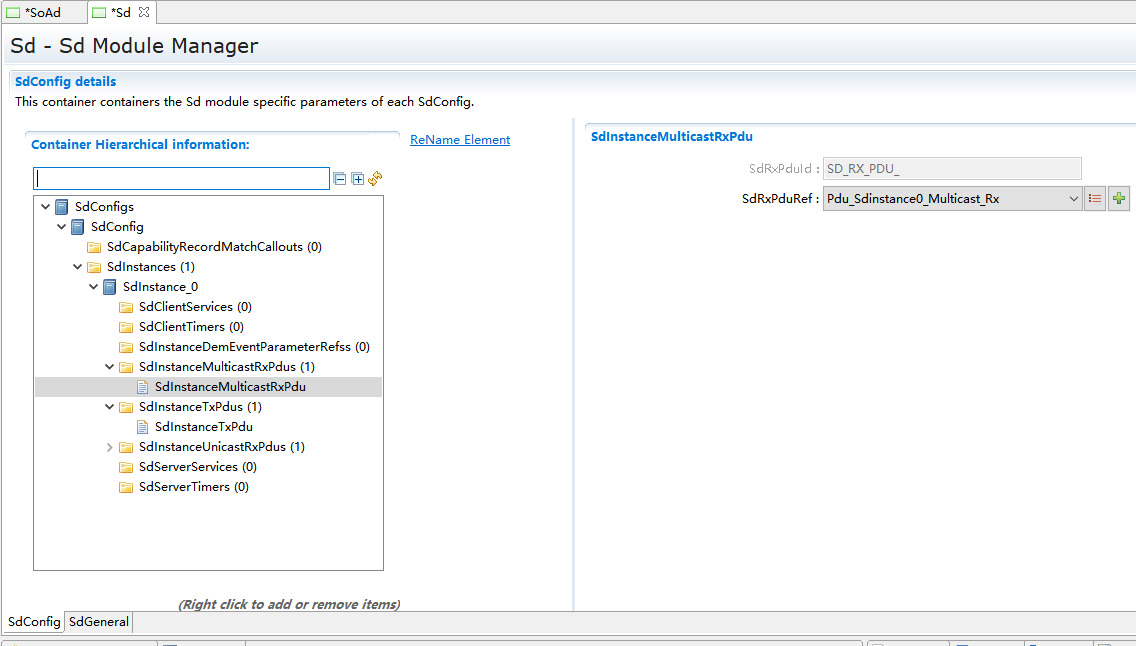 *SoAd
*Sd
Sd - Sd Module Manager
SdConfig details
This container containers the Sd module specific parameters of each SdConfig.
Container Hierarchical information:
ReName Element
SdConfigs
SdConfig
SdCapabilityRecordMatchCallouts (0)
SdInstances (1)
SdInstance_0
SdClientServices (0)
SdClientTimers (0)
SdInstanceDemEventParameterRefss (0)
SdInstanceMulticastRxPdus (1)
SdInstanceMulticastRxPdu
SdInstanceTxPdus (1)
SdInstanceTxPdu
SdInstanceUnicastRxPdus (1)
SdServerServices (0)
SdServerTimers (0)
(Right click to add or remove items)
SdInstanceMulticastRxPdu
SdRxPduId : SD_RX_PDU_
SdRxPduRef : Pdu_Sdinstance0_Multicast_Rx
SdConfig
SdGeneral